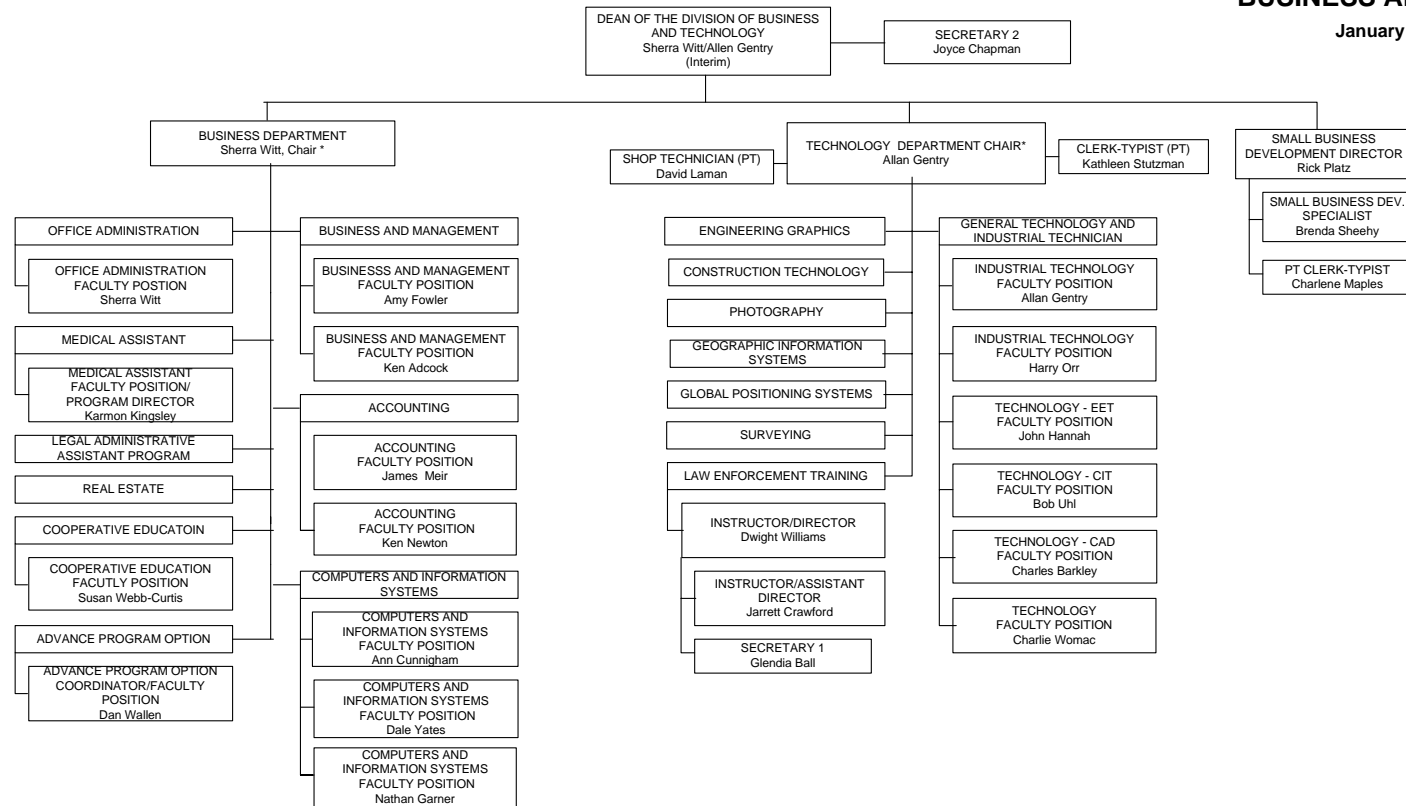 BUSINESS
January
DEAN OF THE DIVISION OF BUSINESS
AND TECHNOLOGY
Sherra Witt/Allen Gentry
(Interim)
SECRETARY 2
Joyce Chapman
BUSINESS DEPARTMENT
Sherra Witt, Chair *
SHOP TECHNICIAN (PT)
David Laman
TECHNOLOGY DEPARTMENT CHAIR*
Allan Gentry
CLERK-TYPIST (PT)
Kathleen Stutzman
SMALL BUSINESS
DEVELOPMENT DIRECTOR
Rick Platz
SMALL BUSINESS DEV.
SPECIALIST
Brenda Sheehy
PT CLERK-TYPIST
Charlene Maples
OFFICE ADMINISTRATION
OFFICE ADMINISTRATION
FACULTY POSTION
Sherra Witt
MEDICAL ASSISTANT
MEDICAL ASSISTANT
FACULTY POSITION/
PROGRAM DIRECTOR
Karmon Kingsley
LEGAL ADMINISTRATIVE
ASSISTANT PROGRAM
REAL ESTATE
COOPERATIVE EDUCATOIN
COOPERATIVE EDUCATION
FACUTLY POSITION
Susan Webb-Curtis
ADVANCE PROGRAM OPTION
ADVANCE PROGRAM OPTION
COORDINATOR/FACULTY
POSITION
Dan Wallen
BUSINESS AND MANAGEMENT
BUSINESSS AND MANAGEMENT
FACULTY POSITION
Amy Fowler
BUSINESS AND MANAGEMENT
FACULTY POSITION
Ken Adcock
ACCOUNTING
ACCOUNTING
FACULTY POSITION
James Meir
ACCOUNTING
FACULTY POSITION
Ken Newton
COMPUTERS AND INFORMATION
SYSTEMS
COMPUTERS AND
INFORMATION SYSTEMS
FACULTY POSITION
Ann Cunnigham
COMPUTERS AND
INFORMATION SYSTEMS
FACULTY POSITION
Dale Yates
COMPUTERS AND
INFORMATION SYSTEMS
FACULTY POSITION
Nathan Garner
ENGINEERING GRAPHICS
CONSTRUCTION TECHNOLOGY
PHOTOGRAPHY
GEOGRAPHIC INFORMATION
SYSTEMS
GLOBAL POSITIONING SYSTEMS
SURVEYING
LAW ENFORCEMENT TRAINING
INSTRUCTOR/DIRECTOR
Dwight Williams
INSTRUCTOR/ASSISTANT
DIRECTOR
Jarrett Crawford
SECRETARY 1
Glendia Ball
GENERAL TECHNOLOGY AND
INDUSTRIAL TECHNICIAN
INDUSTRIAL TECHNOLOGY
FACULTY POSITION
Allan Gentry
INDUSTRIAL TECHNOLOGY
FACULTY POSITION
Harry Orr
TECHNOLOGY - EET
FACULTY POSITION
John Hannah
TECHNOLOGY - CIT
FACULTY POSITION
Bob Uhl
TECHNOLOGY - CAD
FACULTY POSITION
Charles Barkley
TECHNOLOGY
FACULTY POSITION
Charlie Womac